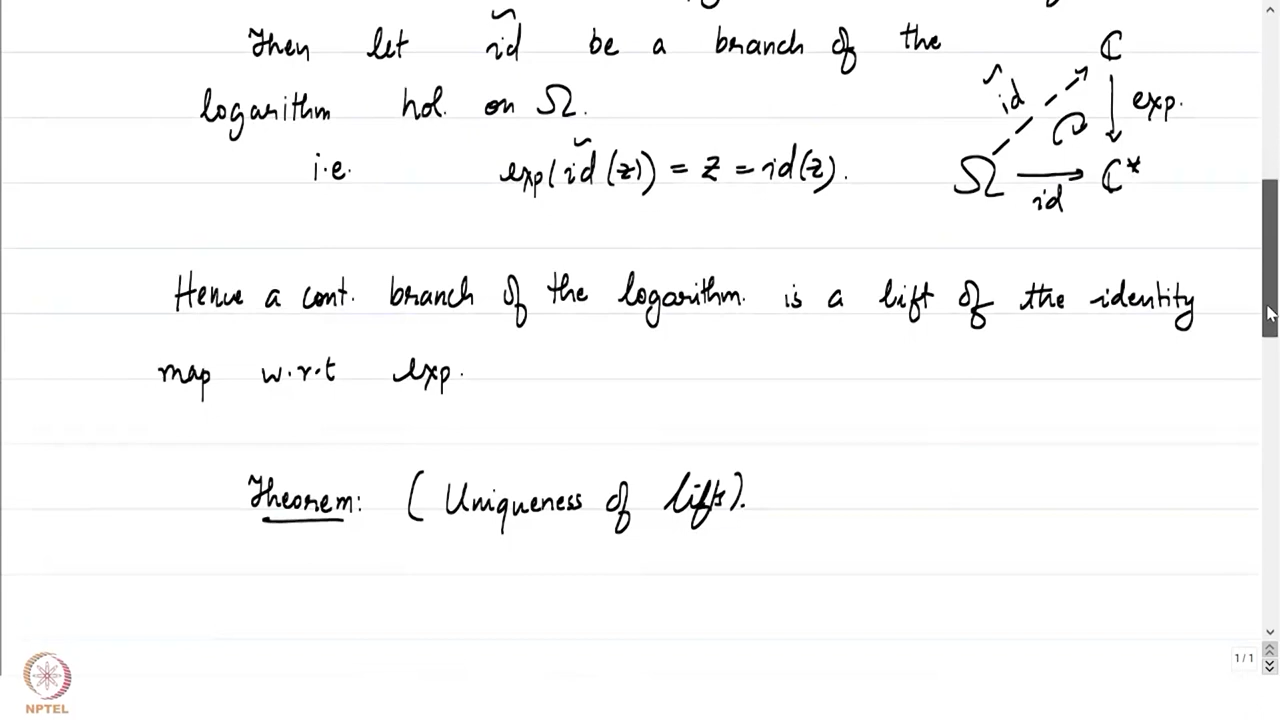 Then let ĩd be a branch of the
logarithm hol. on Ω.
i.e. exp(ĩd(z)) = z = id(z).
ℂ
ĩd exp.
Ω → ℂ*
id
Hence a cont. branch of the logarithm. is a lift of the identity
map w.r.t exp.
Theorem: (Uniqueness of lifts).
1/1
NPTEL